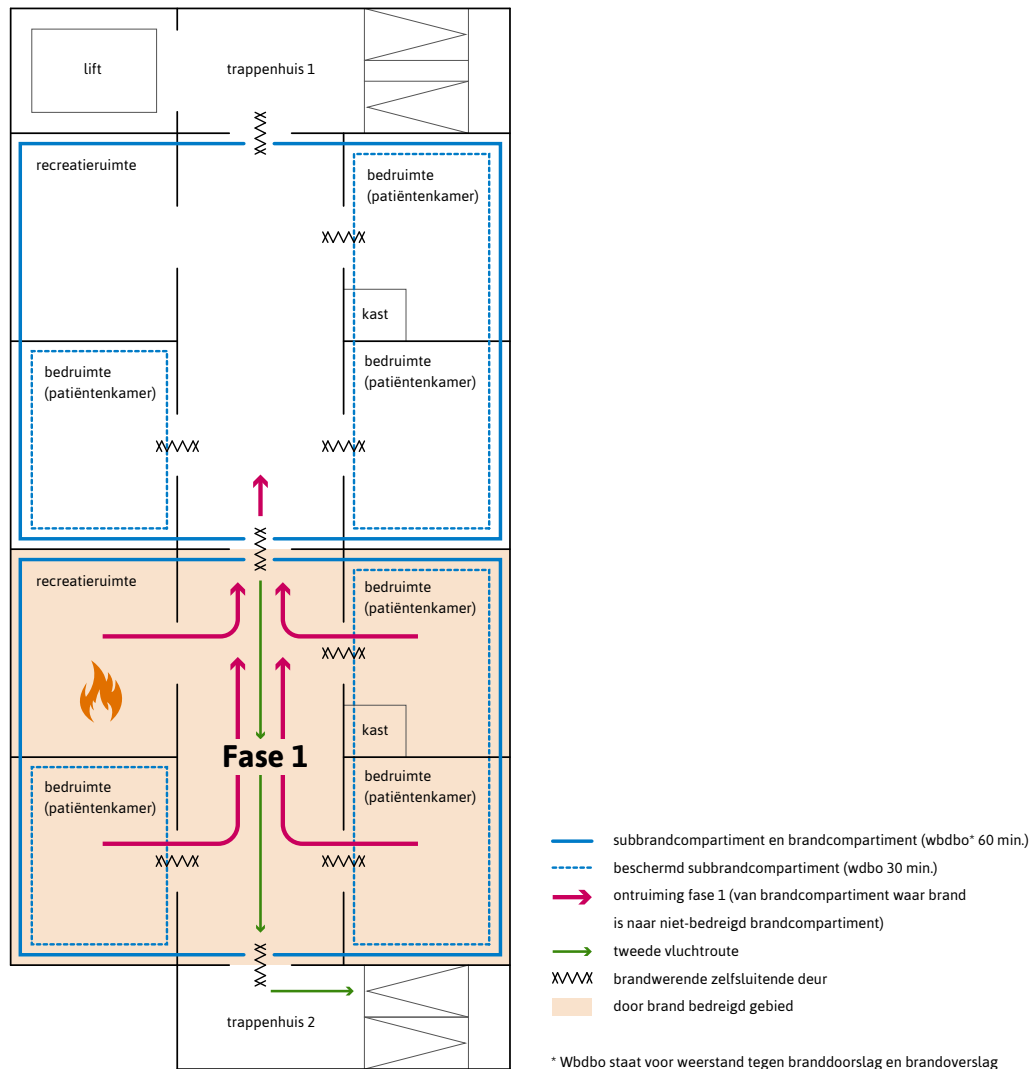 lift
trappenhuis 1
recreatieruimte
bedruimte
(patiëntenkamer)
kast
bedruimte
(patiëntenkamer)
bedruimte
(patiëntenkamer)
recreatieruimte
bedruimte
(patiëntenkamer)
kast
Fase 1
bedruimte
(patiëntenkamer)
bedruimte
(patiëntenkamer)
trappenhuis 2
subbrandcompartiment en brandcompartiment (wbdbo* 60 min.)
beschermd subbrandcompartiment (wdbo 30 min.)
ontruiming fase 1 (van brandcompartiment waar brand
is naar niet-bedreigd brandcompartiment)
tweede vluchtroute
brandwerende zelfsluitende deur
door brand bedreigd gebied
* Wbdbo staat voor weerstand tegen branddoorslag en brandoverslag